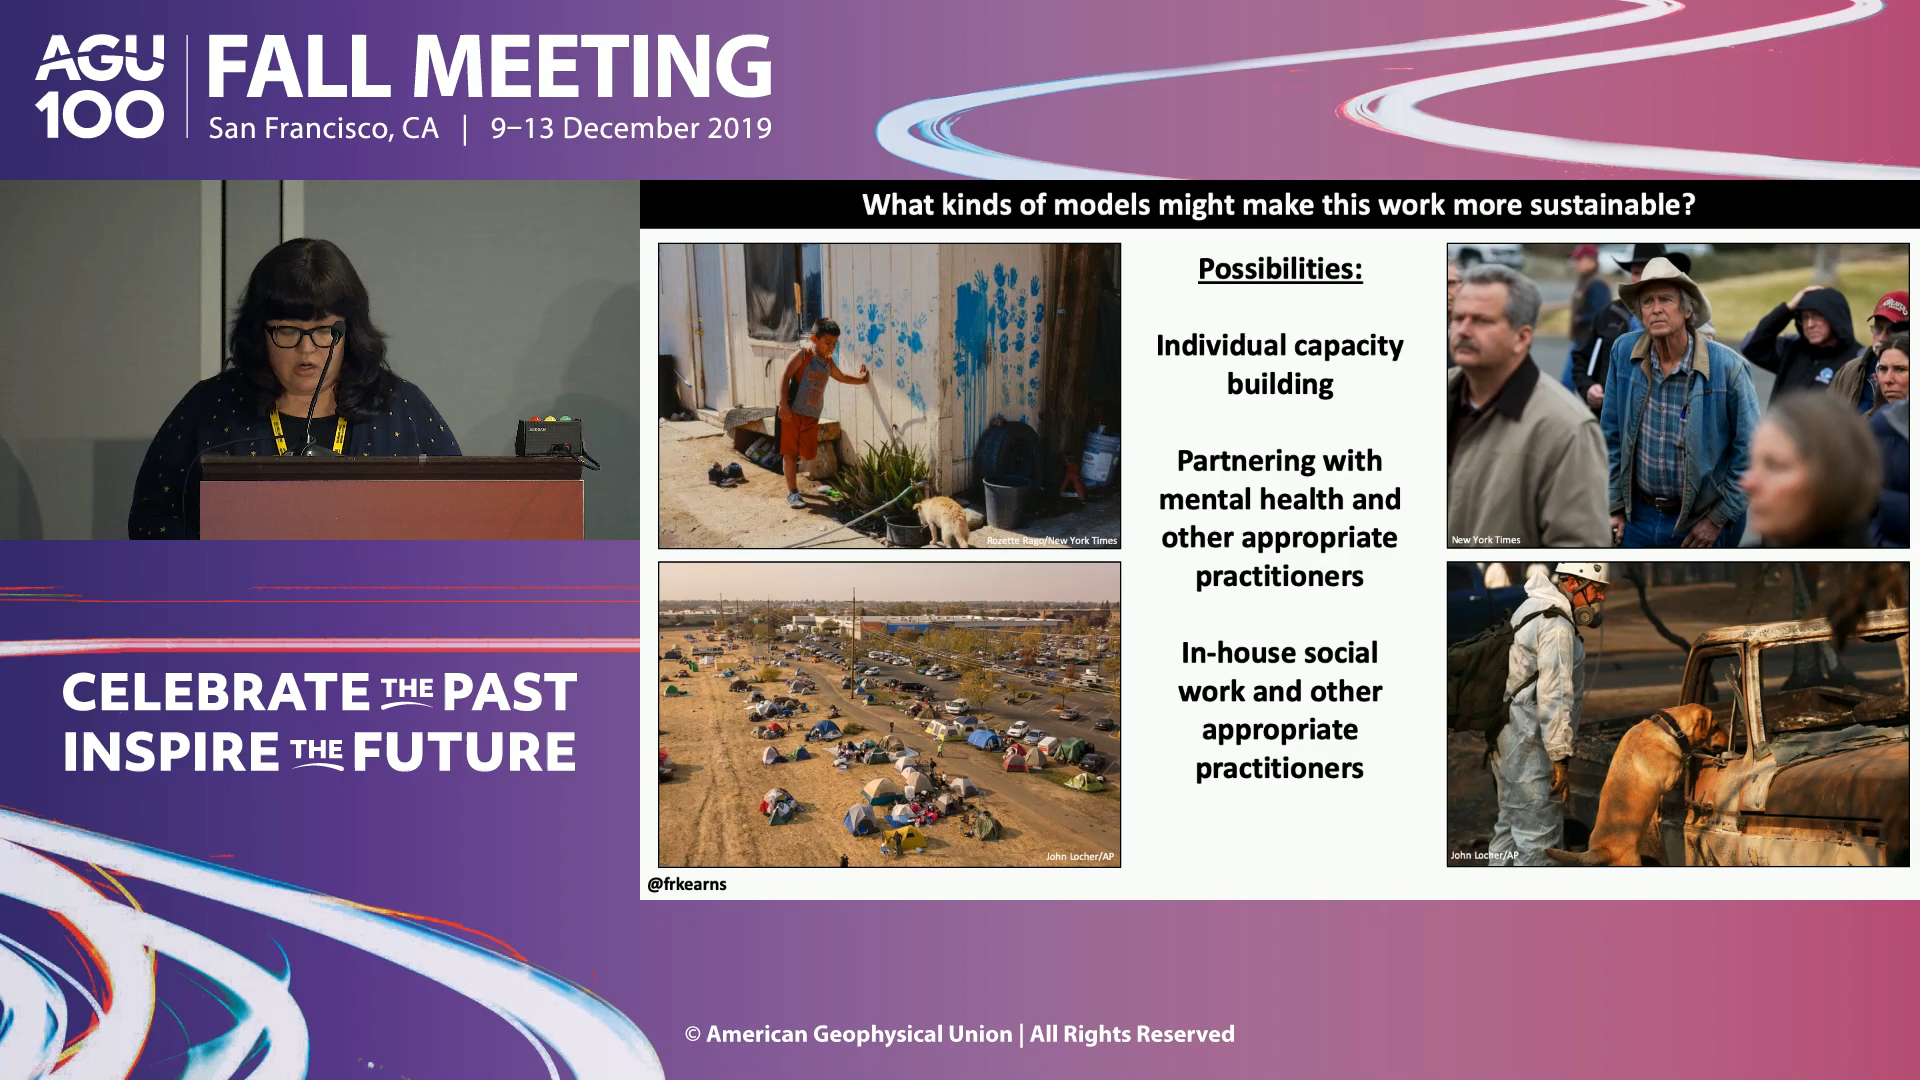 AGU
100
FALL MEETING
San Francisco, CA | 9–13 December 2019
What kinds of models might make this work more sustainable?
Possibilities:
Individual capacity
building
Partnering with
mental health and
other appropriate
practitioners
In-house social
work and other
appropriate
practitioners
Rozette Rago/New York Times
New York Times
John Locher/AP
John Locher/AP
@frkearns
CELEBRATE THE PAST
INSPIRE THE FUTURE
© American Geophysical Union | All Rights Reserved